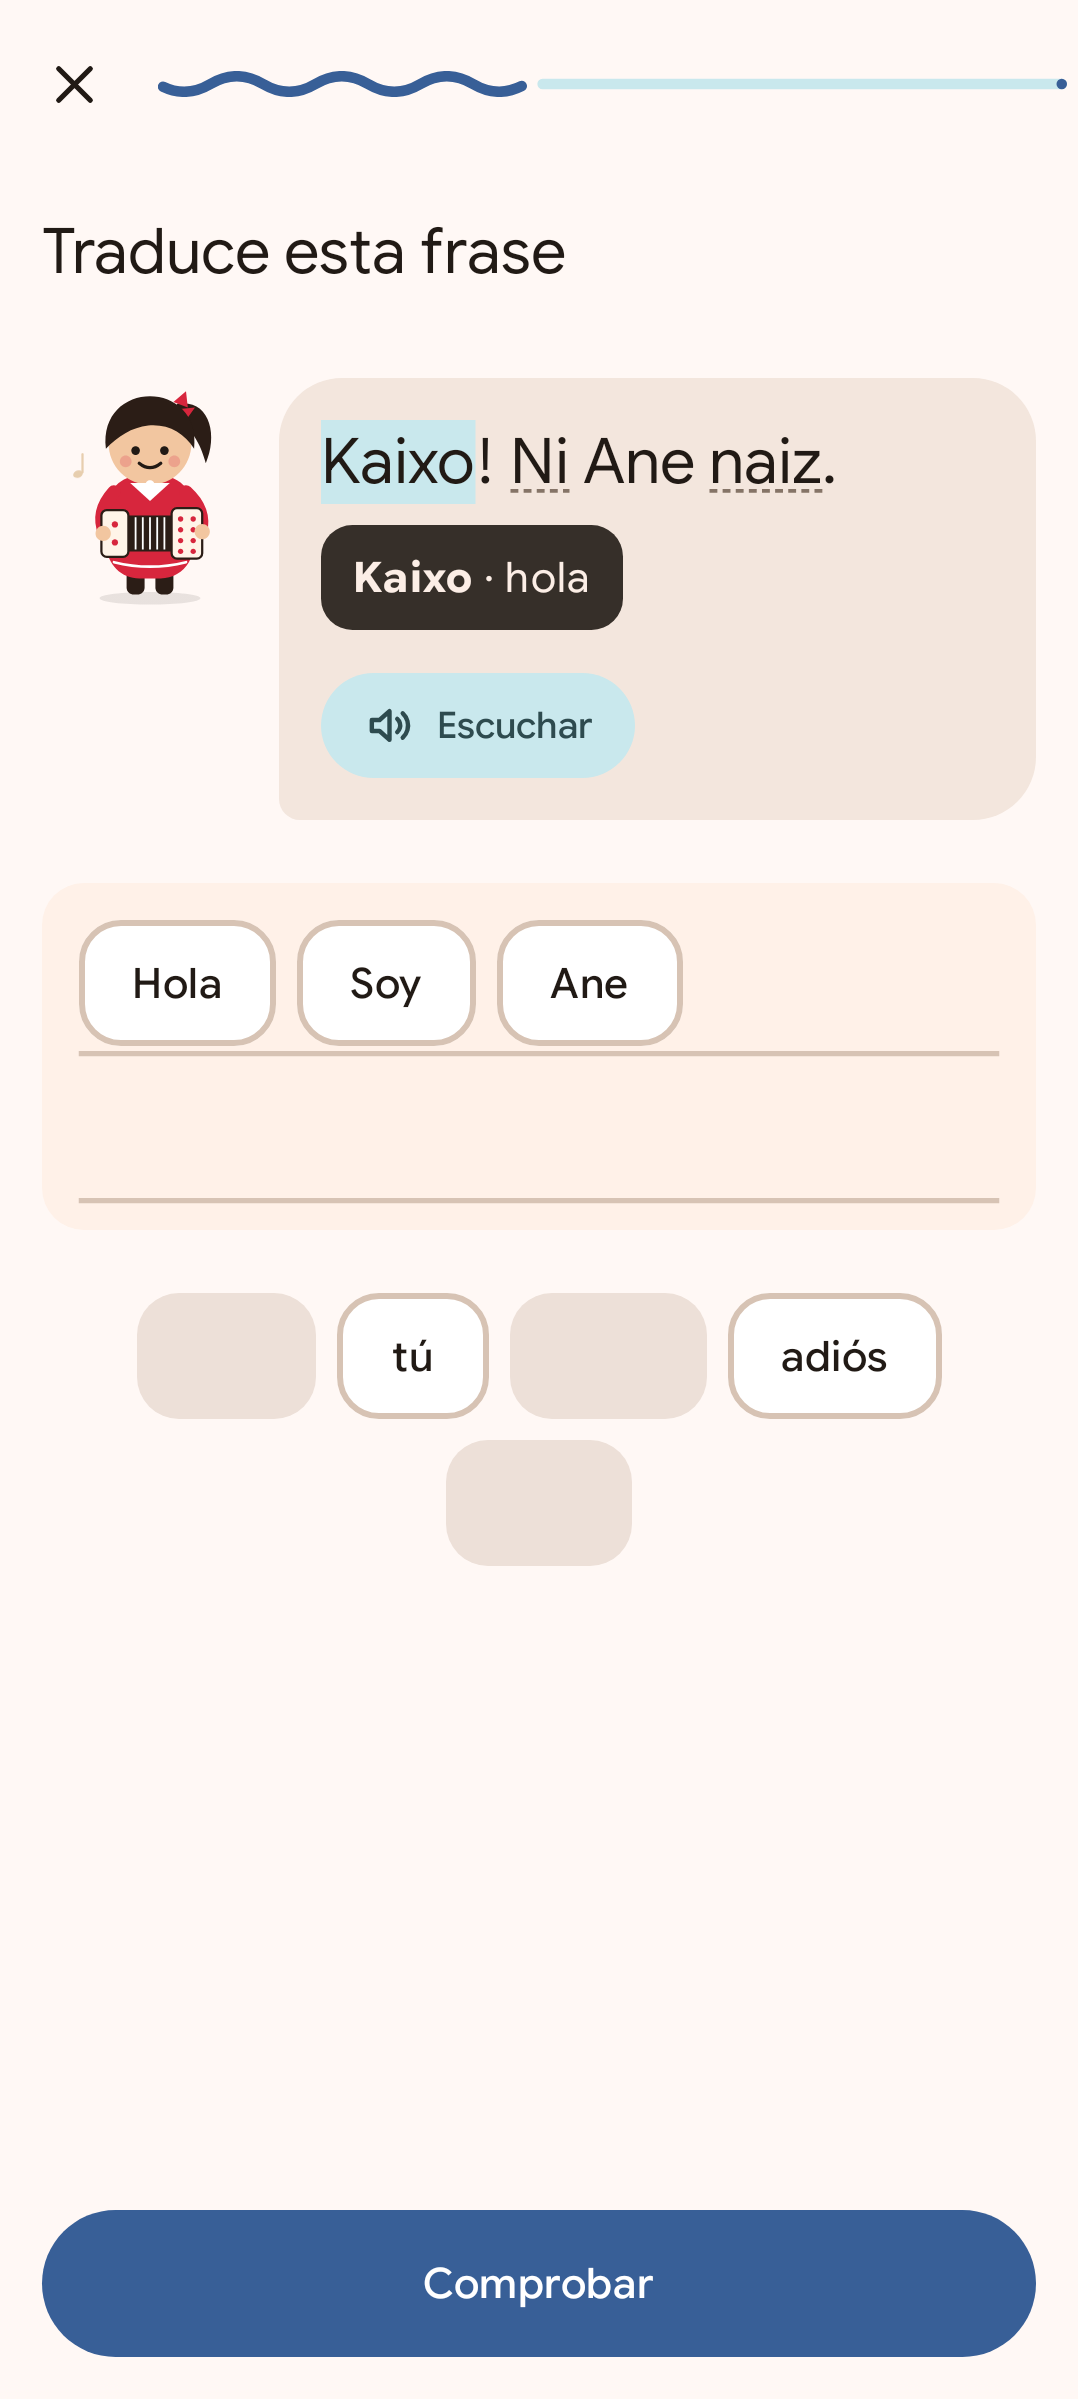 Traduce esta frase
Kaixo! Ni Ane naiz.
Kaixo · hola
Escuchar
Hola Soy Ane
tú adiós
Comprobar